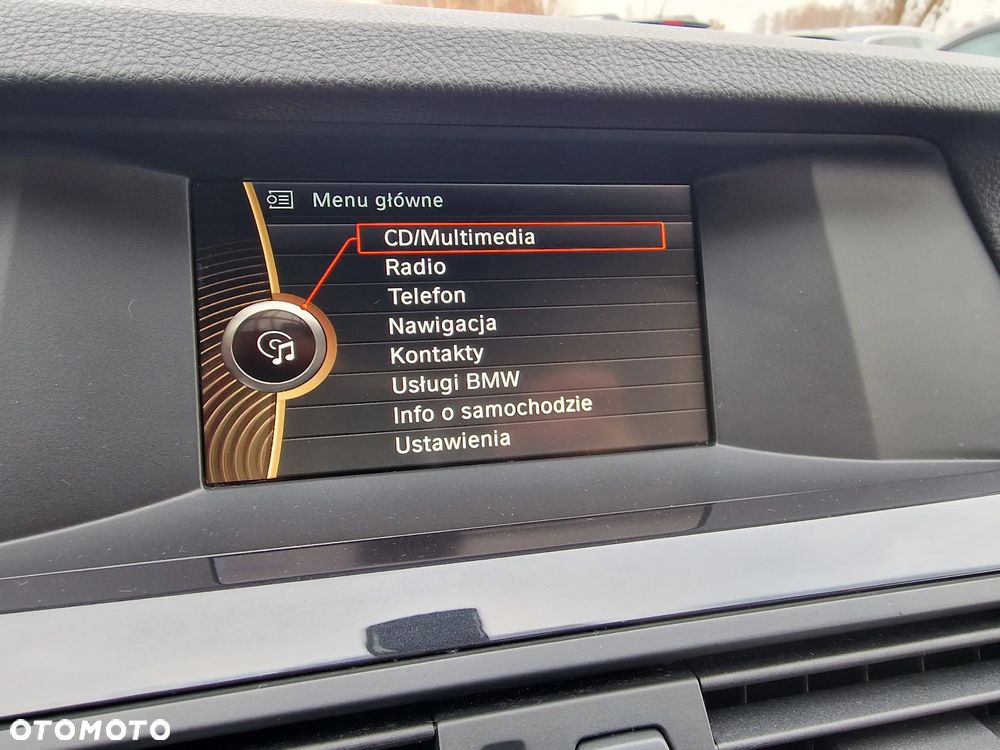 Menu główne
CD/Multimedia
Radio
Telefon
Nawigacja
Kontakty
Usługi BMW
Info o samochodzie
Ustawienia
OTOMOTO